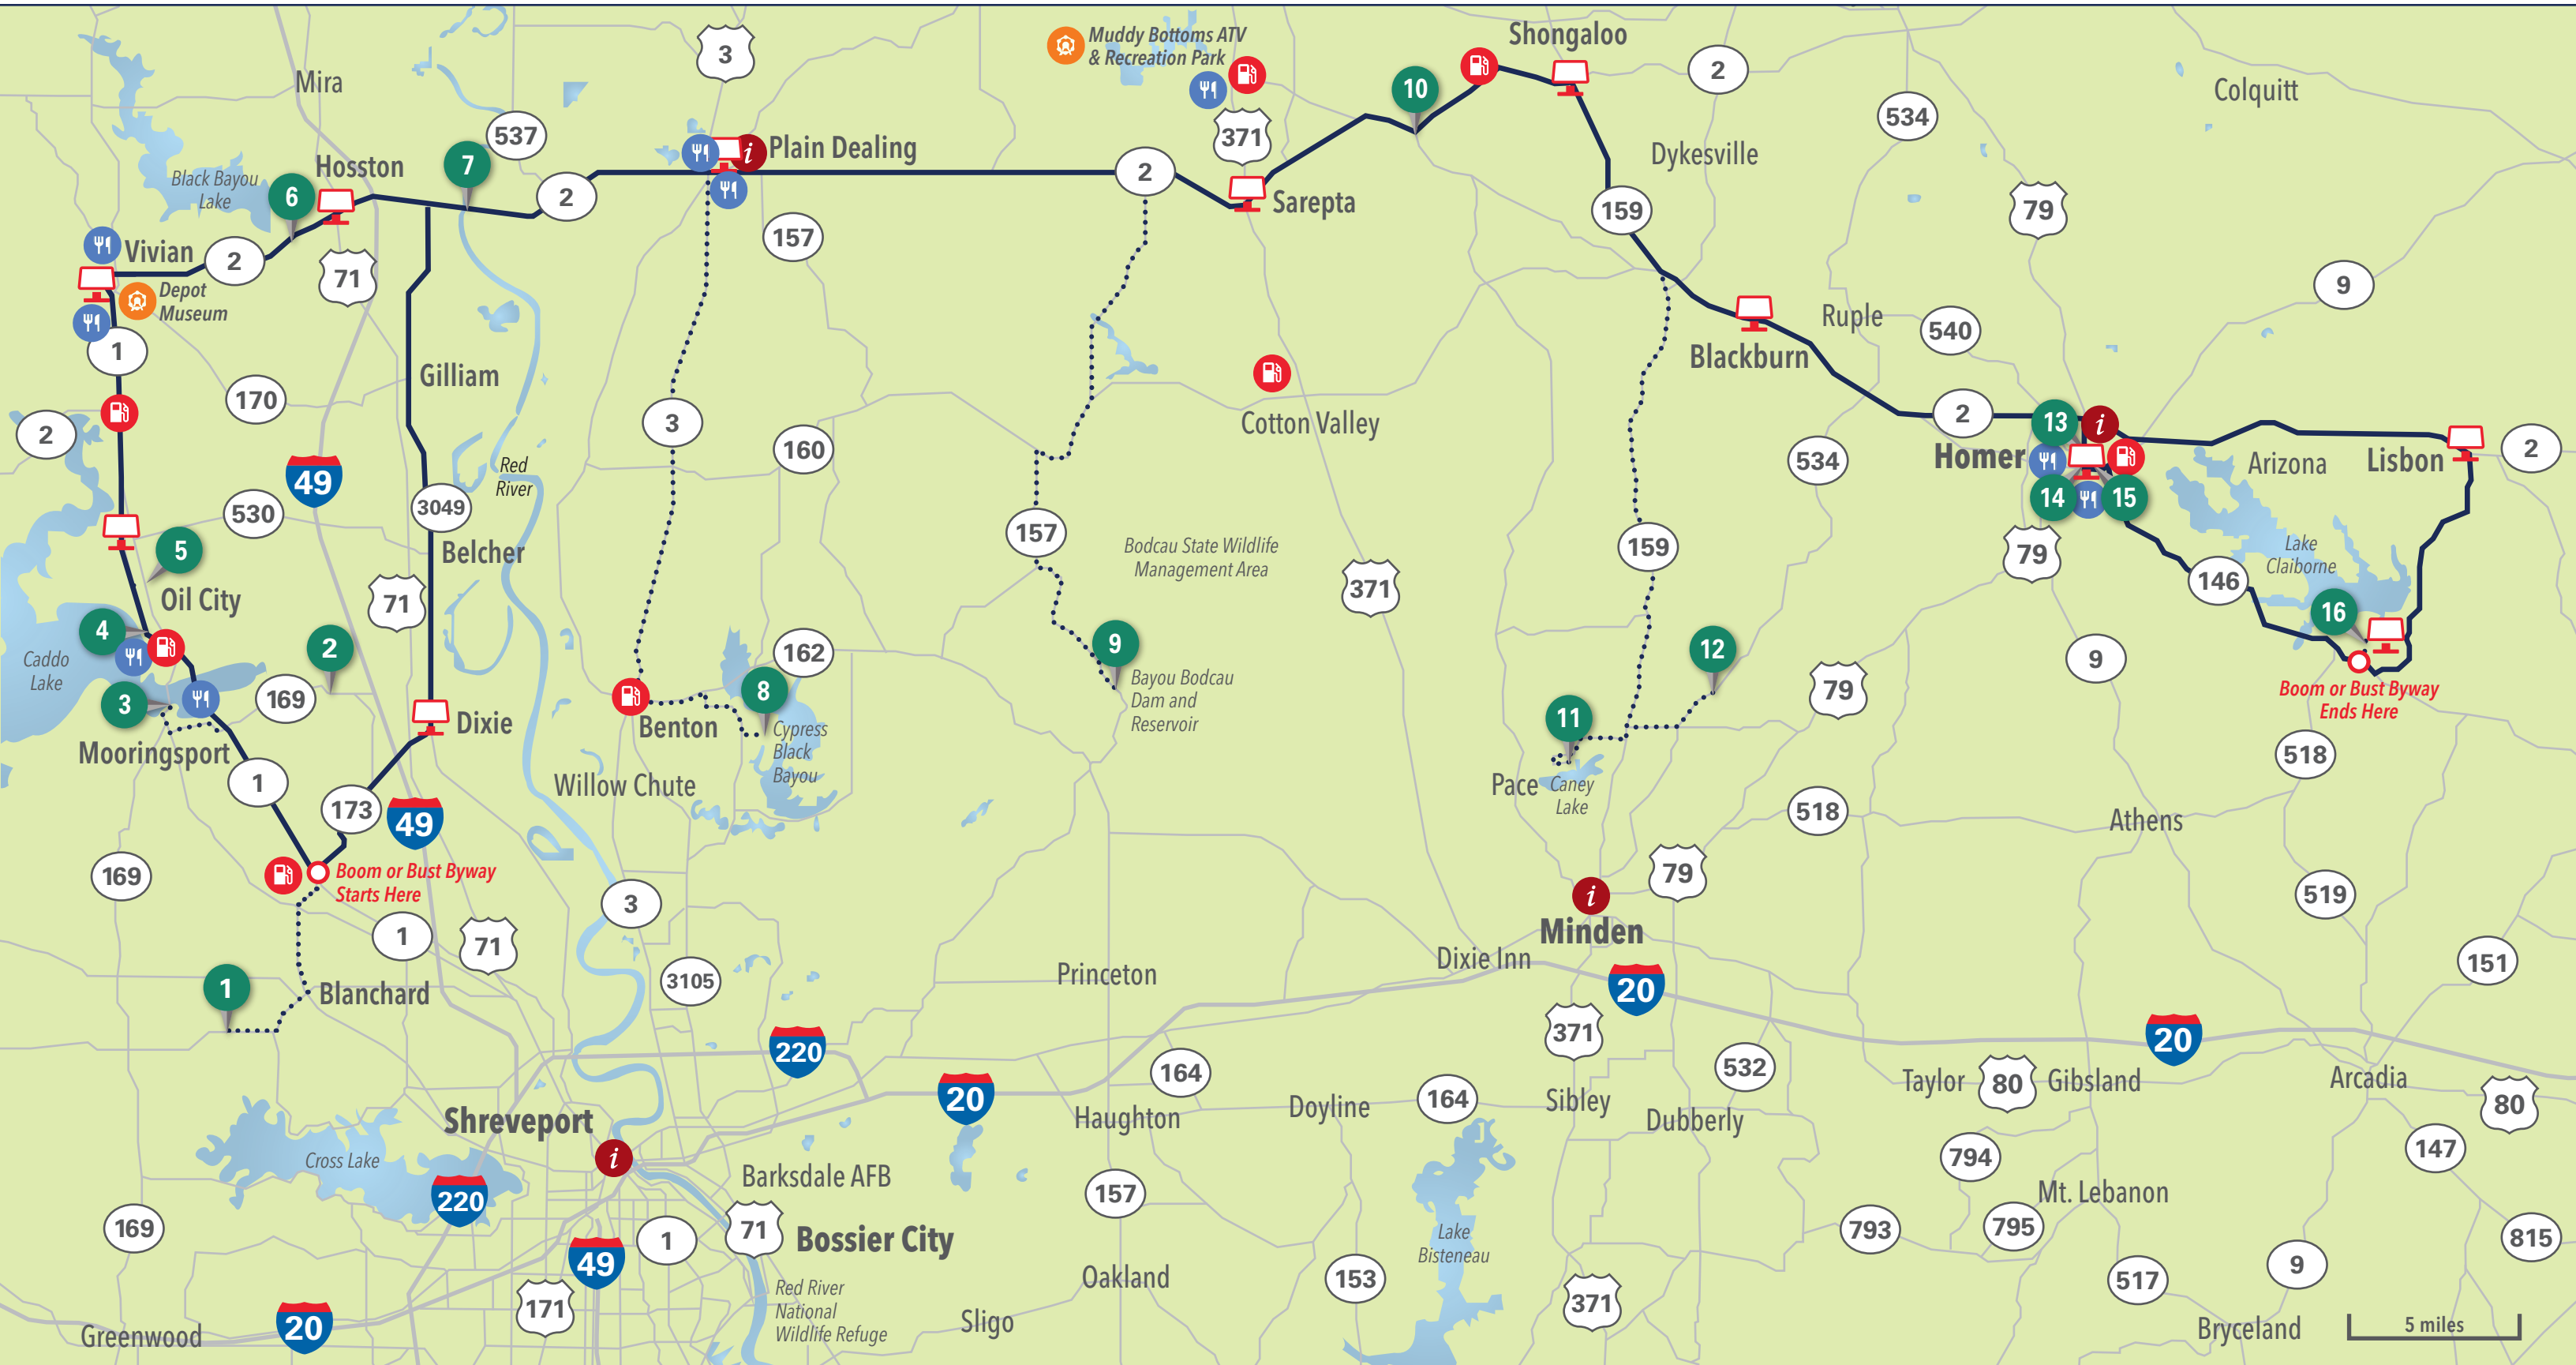 Muddy Bottoms ATV
& Recreation Park
Shongaloo
3
2
Mira
Colquitt
10
371
534
537
Plain Dealing
Dykesville
Hosston
7
Black Bayou
Lake
6
2
2
Sarepta
159
79
157
Vivian
2
71
Depot
Museum
9
Ruple
540
1
Blackburn
Gilliam
170
2
3
Cotton Valley
2
13
160
534
Homer
Arizona
Lisbon
2
49
Red
River
14
15
530
3049
157
Bodcau State Wildlife
Management Area
159
79
Lake
Claiborne
5
Belcher
371
146
Oil City
71
16
4
2
Caddo
Lake
162
9
12
9
3
169
8
Bayou Bodcau
Dam and
Reservoir
79
Boom or Bust Byway
Ends Here
Dixie
Benton
Cypress
Black
Bayou
11
Mooringsport
518
1
Willow Chute
Pace
Caney
Lake
173
49
518
Athens
169
Boom or Bust Byway
Starts Here
79
3
519
1
71
Minden
Dixie Inn
151
1
Blanchard
3105
Princeton
20
371
20
220
164
532
20
164
Taylor
80
Gibsland
Arcadia
80
Shreveport
Haughton
Doyline
Sibley
Dubberly
Cross Lake
147
794
Barksdale AFB
220
157
Mt. Lebanon
169
1
71
Bossier City
Lake
Bisteneau
793
795
815
49
Oakland
153
9
517
171
Red River
National
Wildlife Refuge
371
20
Sligo
Greenwood
Bryceland
5 miles